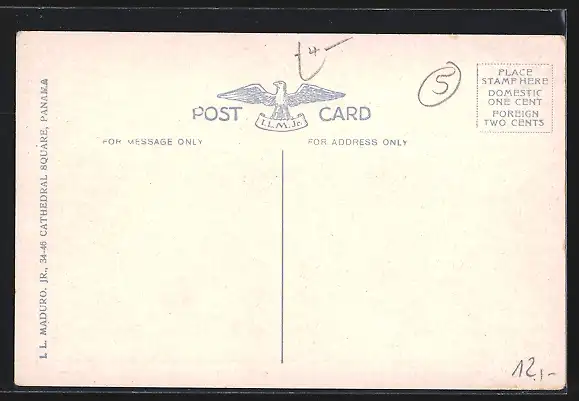 4-
5
PLACE
STAMP HERE
DOMESTIC
ONE CENT
FOREIGN
TWO CENTS
POST CARD
I.L.M.Jr.
FOR MESSAGE ONLY
FOR ADDRESS ONLY
I. L. MADURO, JR., 34-46 CATHEDRAL SQUARE, PANAMA
12,-